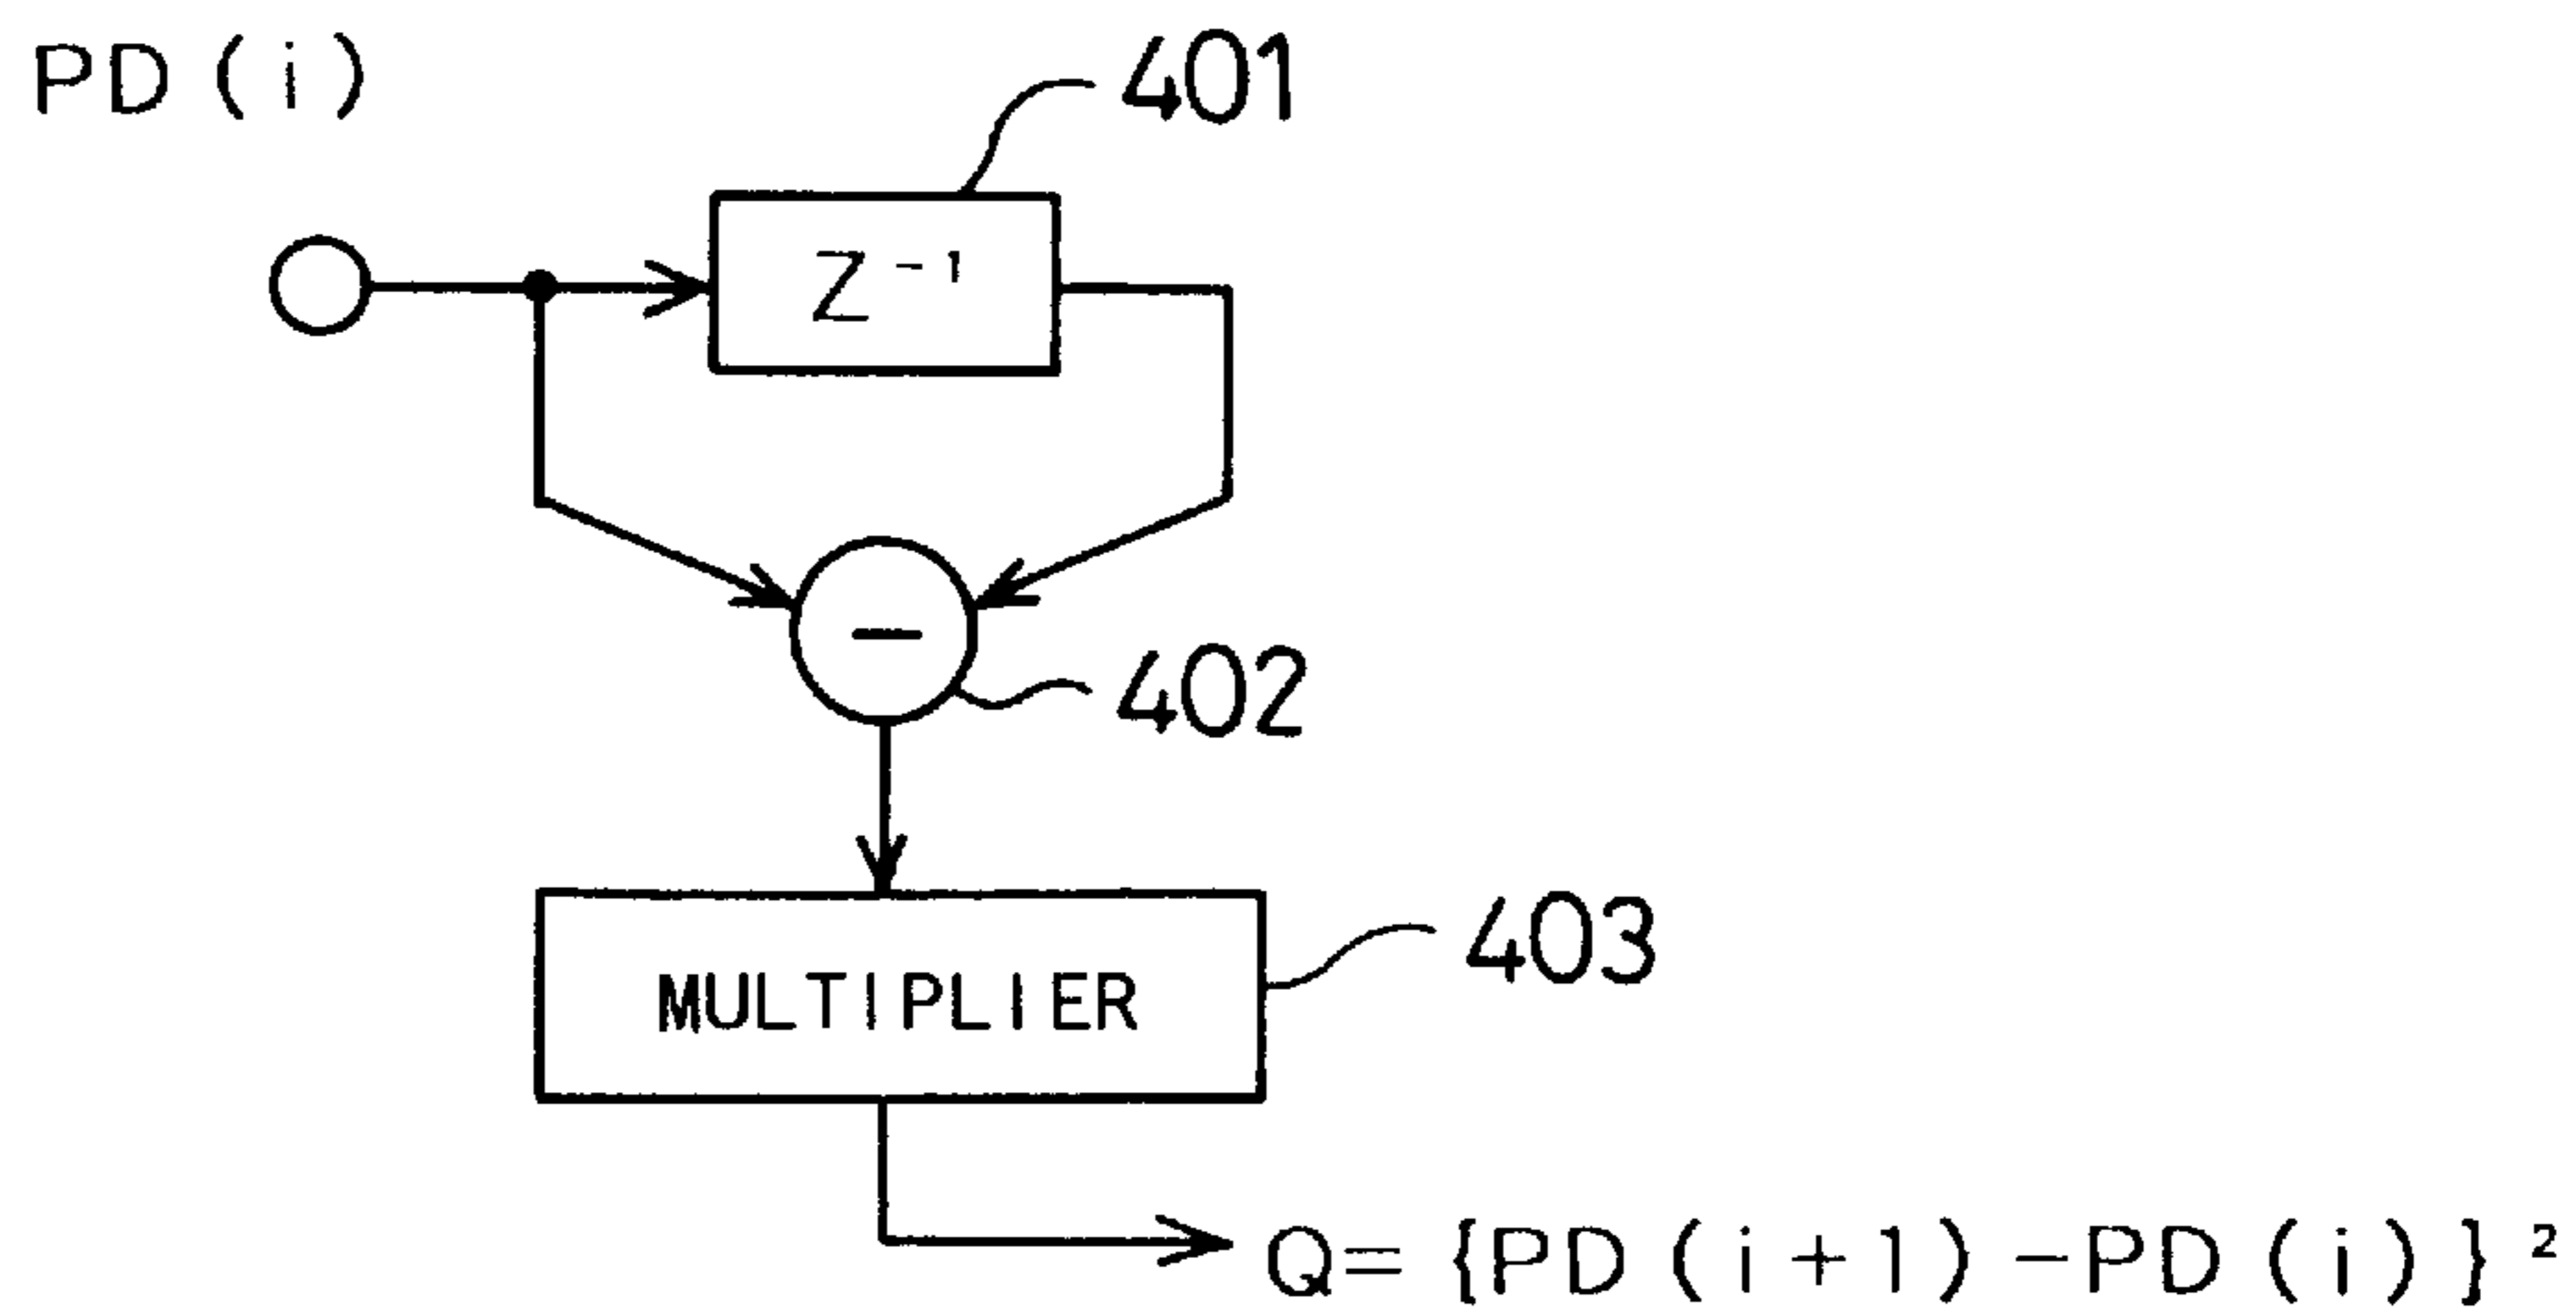 PD(i)
401
Z⁻¹
−
402
MULTIPLIER
403
Q={PD(i+1)−PD(i)}²